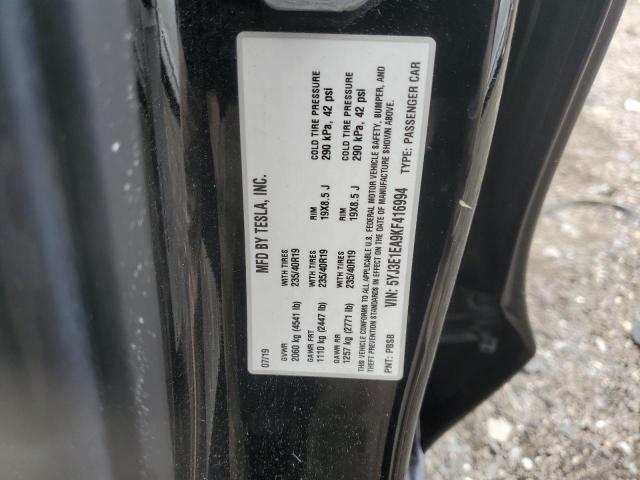 07/19 MFD BY TESLA, INC.
GVWR WITH TIRES RIM COLD TIRE PRESSURE
2060 kg (4541 lb) 235/40R19 19X8.5 J 290 kPa, 42 psi
GAWR FRT WITH TIRES
1110 kg (2447 lb) 235/40R19
GAWR RR WITH TIRES RIM COLD TIRE PRESSURE
1257 kg (2771 lb) 235/40R19 19X8.5 J 290 kPa, 42 psi
THIS VEHICLE CONFORMS TO ALL APPLICABLE U.S. FEDERAL MOTOR VEHICLE SAFETY, BUMPER, AND
THEFT PREVENTION STANDARDS IN EFFECT ON THE DATE OF MANUFACTURE SHOWN ABOVE.
PNT: PBSB VIN: 5YJ3E1EA9KF416994 TYPE: PASSENGER CAR